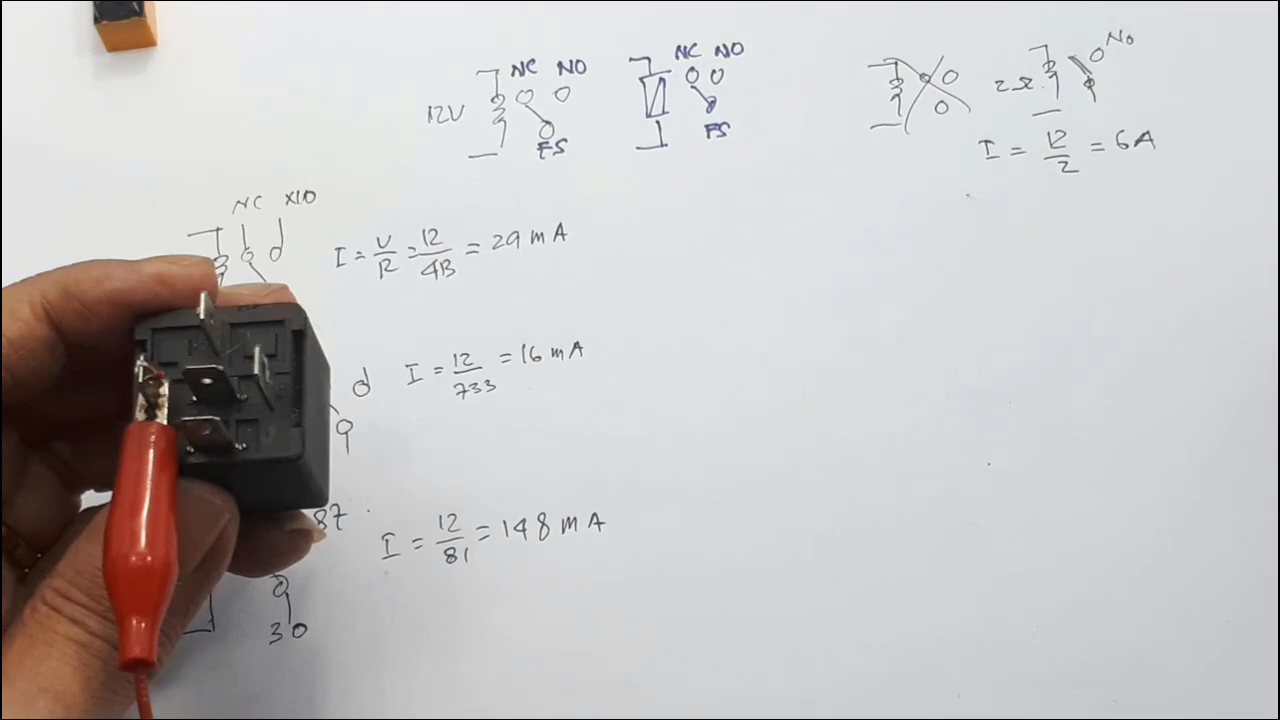 NC NO
12V
FS
NC NO
FS
NO
2Ω
I = 12/2 = 6A
NC
I = V/R = 12/413 = 29 mA
I = 12/733 = 16 mA
87
I = 12/81 = 148 mA
30